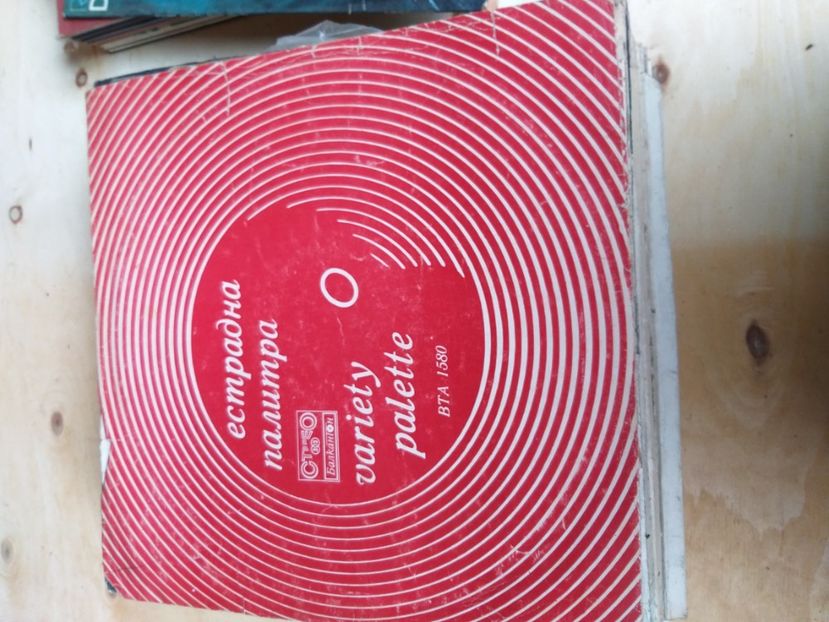 естрадна
палитра
СТЕРЕО
Балкантон
variety
palette
ВТА 1580
D